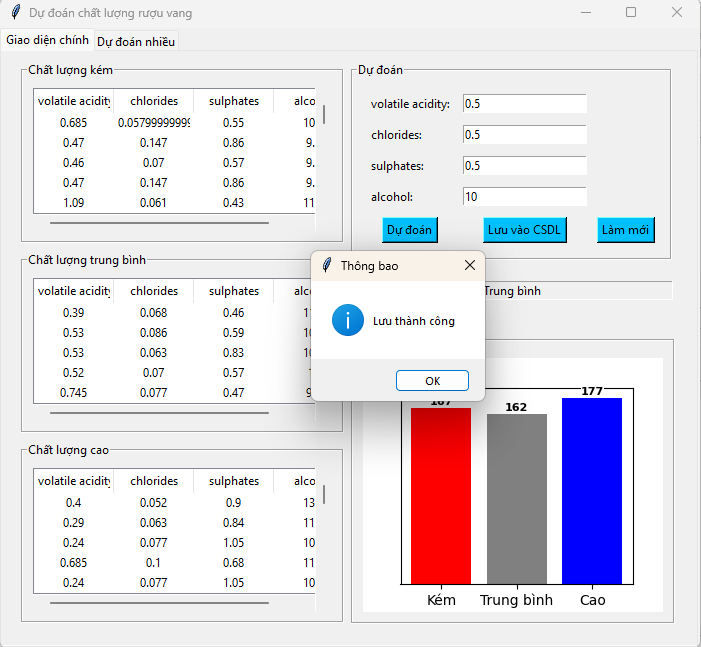 Dự đoán chất lượng rượu vang
Giao diện chính Dự đoán nhiều
Chất lượng kém
volatile acidity chlorides sulphates alco
0.685 0.05799999999 0.55 10
0.47 0.147 0.86 9.
0.46 0.07 0.57 9.
0.47 0.147 0.86 9.
1.09 0.061 0.43 11
Chất lượng trung bình
volatile acidity chlorides sulphates alco
0.39 0.068 0.46 11
0.53 0.086 0.59 10
0.53 0.063 0.83 10
0.52 0.07 0.57
0.745 0.077 0.47 9
Chất lượng cao
volatile acidity chlorides sulphates alco
0.4 0.052 0.9 13
0.29 0.063 0.84 11
0.24 0.077 1.05 10
0.685 0.1 0.68 11
0.24 0.077 1.05 10
Dự đoán
volatile acidity: 0.5
chlorides: 0.5
sulphates: 0.5
alcohol: 10
Dự đoán Lưu vào CSDL Làm mới
Trung bình
Thông bao
Lưu thành công
OK
167 162 177
Kém Trung bình Cao